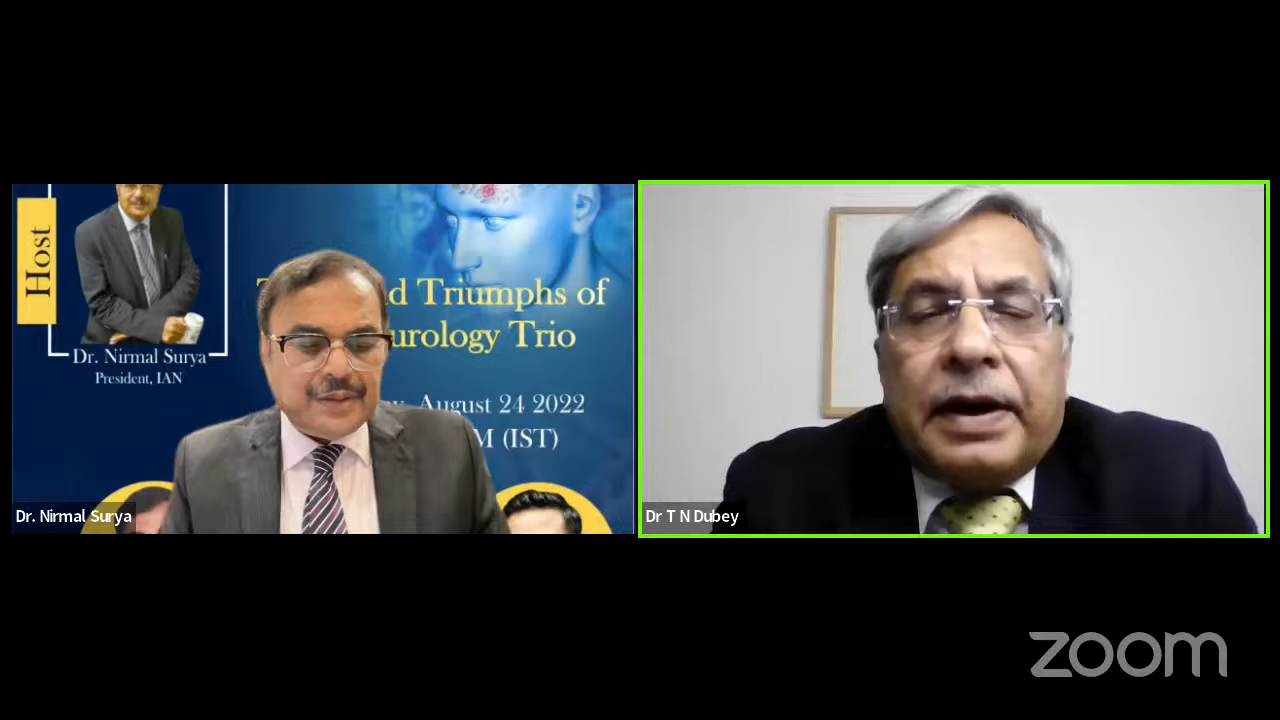 Host
Dr. Nirmal Surya
President, IAN
d Triumphs of
urology Trio
August 24 2022
M (IST)
Dr. Nirmal Surya
Dr T N Dubey
zoom